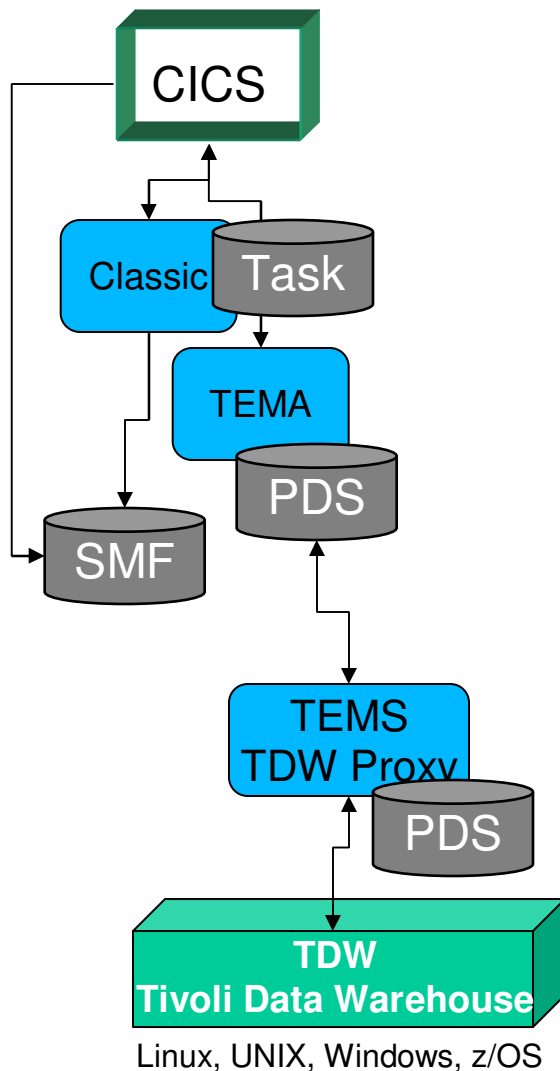 CICS
Classic
Task
TEMA
PDS
SMF
TEMS
TDW Proxy
PDS
TDW
Tivoli Data Warehouse
Linux, UNIX, Windows, z/OS